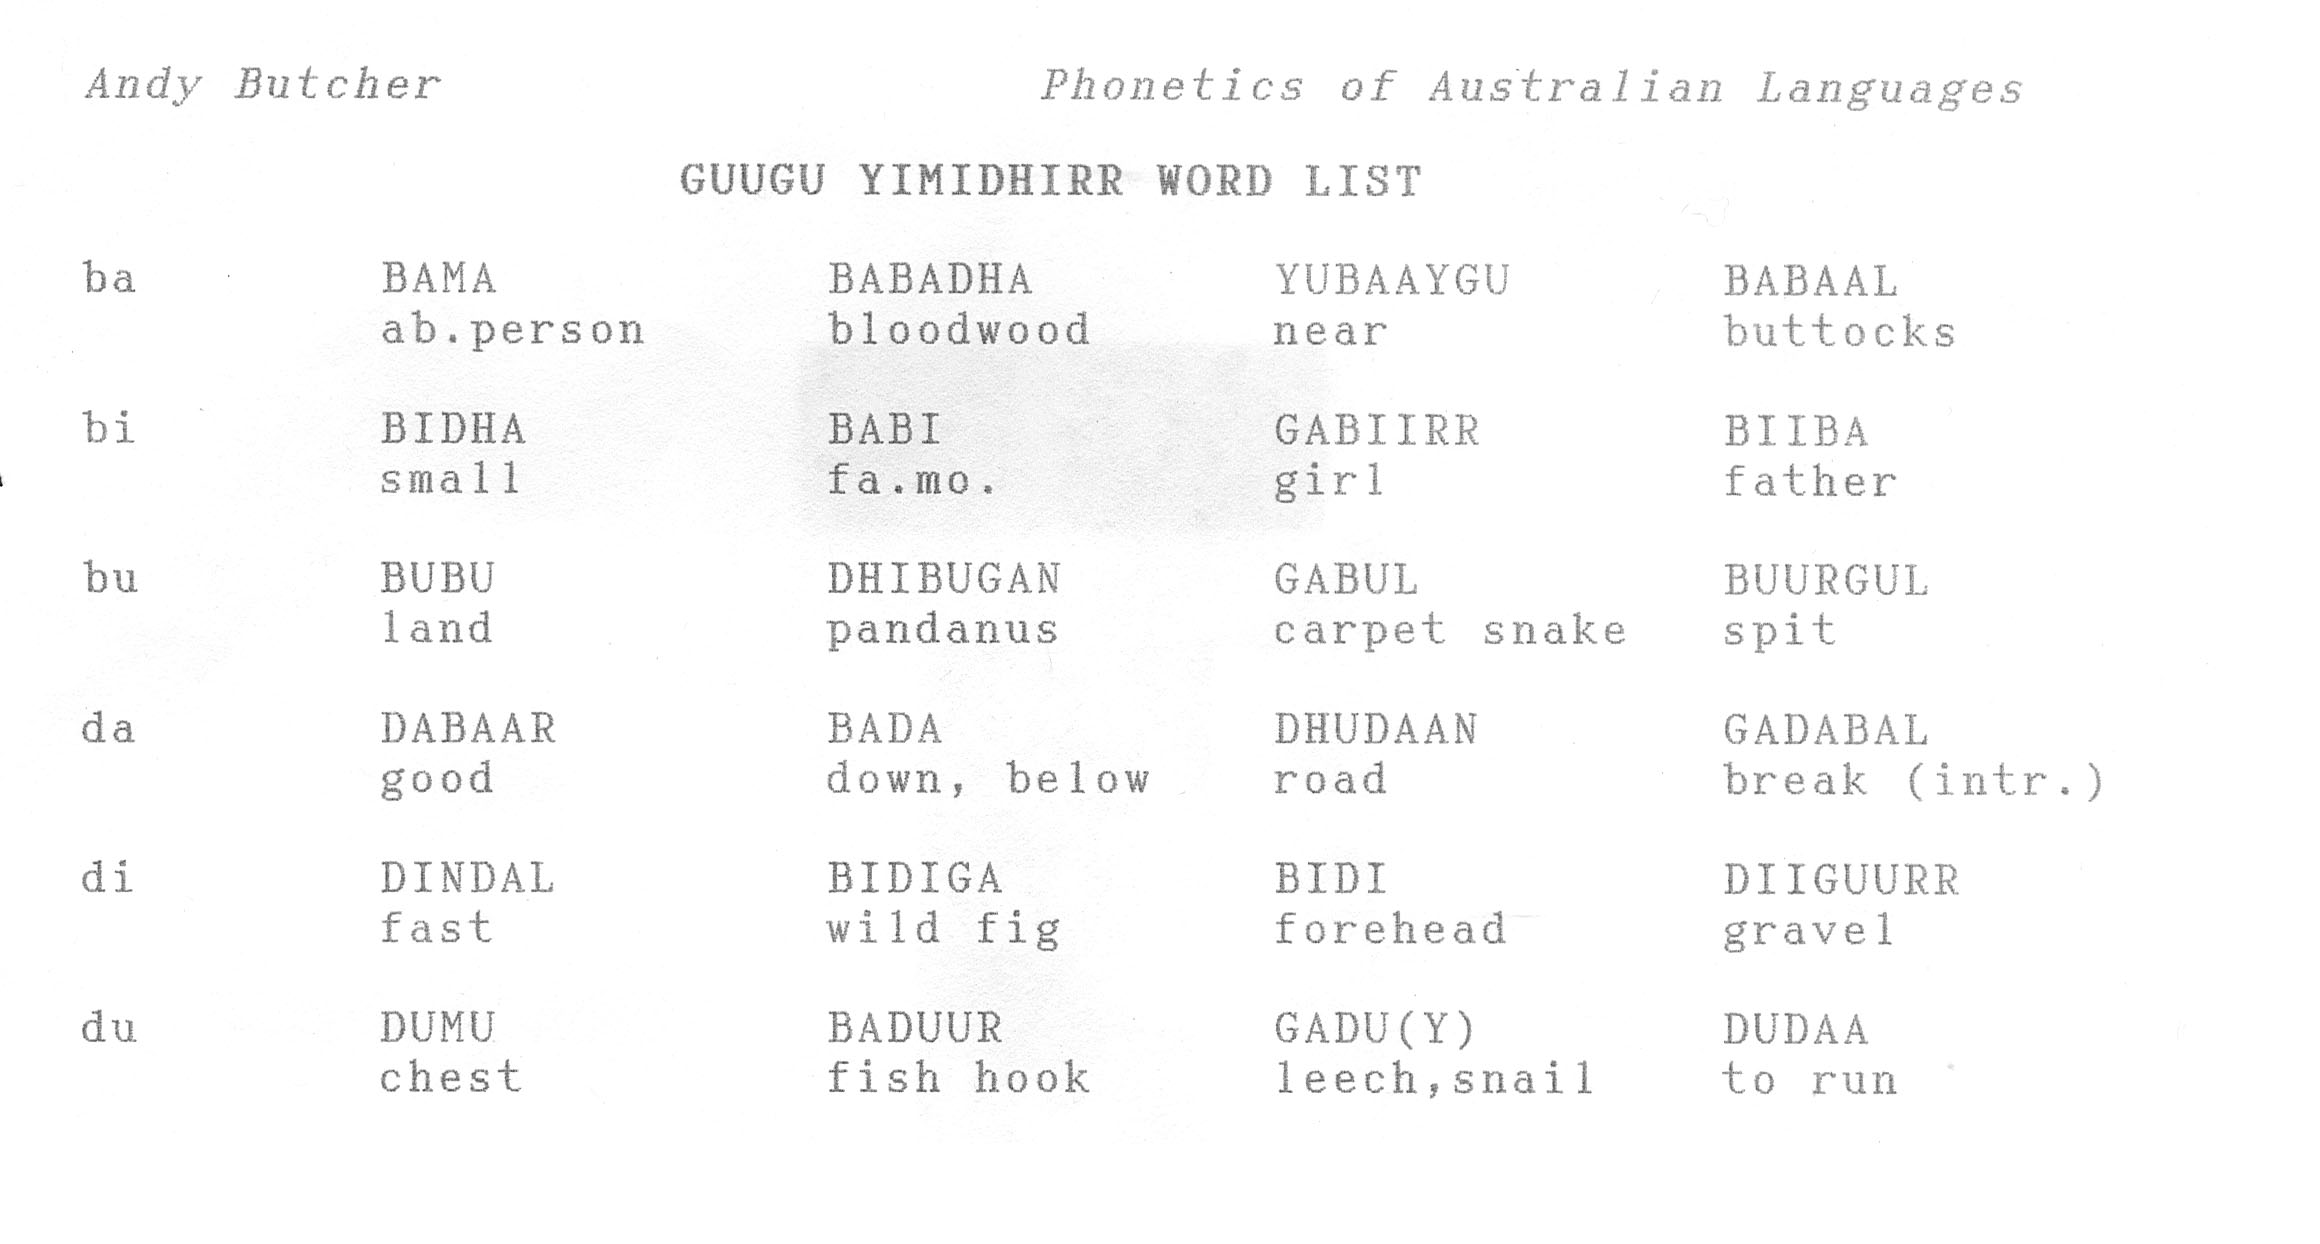 Andy Butcher Phonetics of Australian Languages
GUUGU YIMIDHIRR WORD LIST
ba BAMA BABADHA YUBAAYGU BABAAL
ab.person bloodwood near buttocks
bi BIDHA BABI GABIIRR BIIBA
small fa.mo. girl father
bu BUBU DHIBUGAN GABUL BUURGUL
land pandanus carpet snake spit
da DABAAR BADA DHUDAAN GADABAL
good down, below road break (intr.)
di DINDAL BIDIGA BIDI DIIGUURR
fast wild fig forehead gravel
du DUMU BADUUR GADU(Y) DUDAA
chest fish hook leech,snail to run